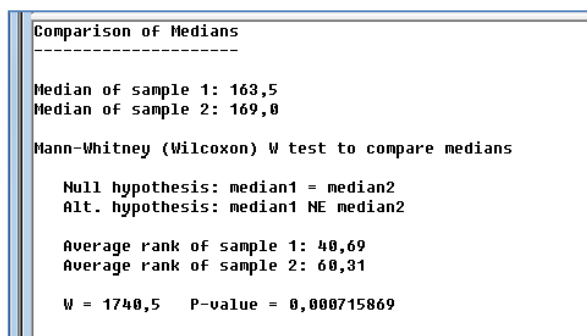 Comparison of Medians
---------------------
Median of sample 1: 163,5
Median of sample 2: 169,0
Mann-Whitney (Wilcoxon) W test to compare medians
Null hypothesis: median1 = median2
Alt. hypothesis: median1 NE median2
Average rank of sample 1: 40,69
Average rank of sample 2: 60,31
W = 1740,5   P-value = 0,000715869